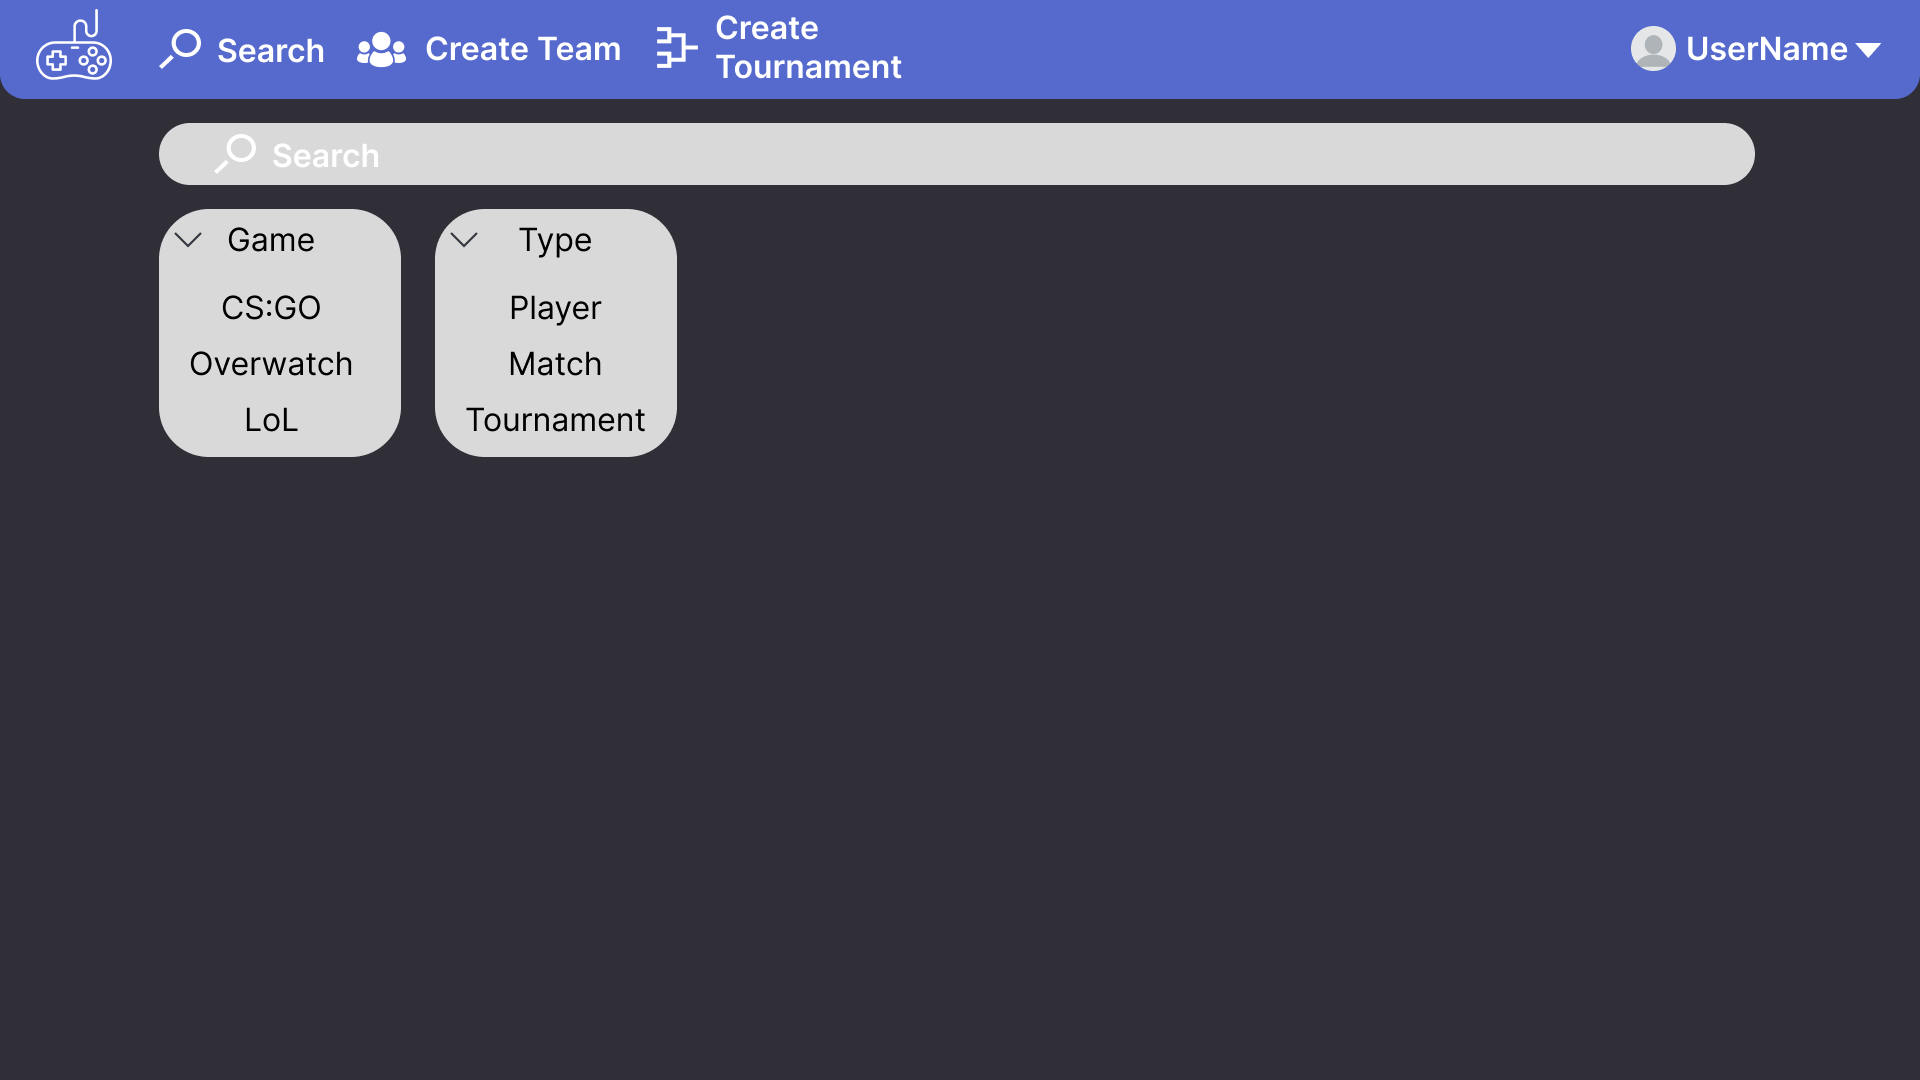 Search
Create Team
Create
Tournament
UserName
Search
Game
CS:GO
Overwatch
LoL
Type
Player
Match
Tournament